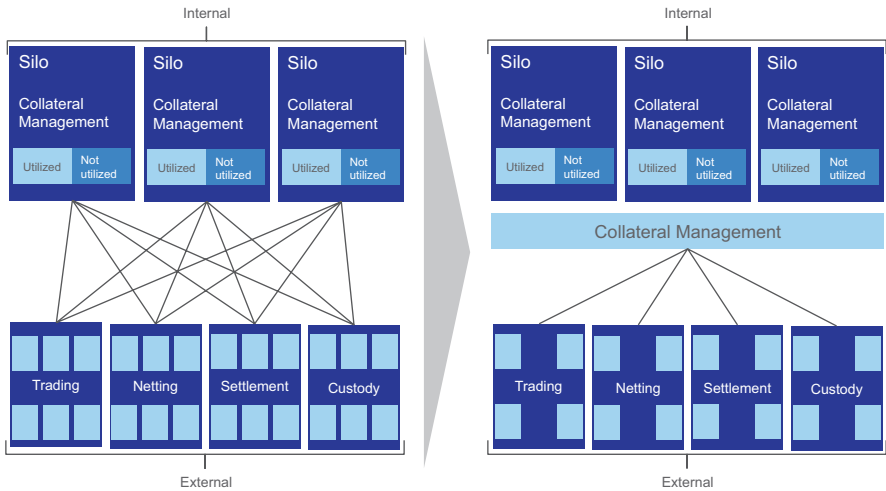 Internal
Silo
Collateral
Management
Utilized
Not
utilized
Silo
Collateral
Management
Utilized
Not
utilized
Silo
Collateral
Management
Utilized
Not
utilized
Trading
Netting
Settlement
Custody
External
Internal
Silo
Collateral
Management
Utilized
Not
utilized
Silo
Collateral
Management
Utilized
Not
utilized
Silo
Collateral
Management
Utilized
Not
utilized
Collateral Management
Trading
Netting
Settlement
Custody
External